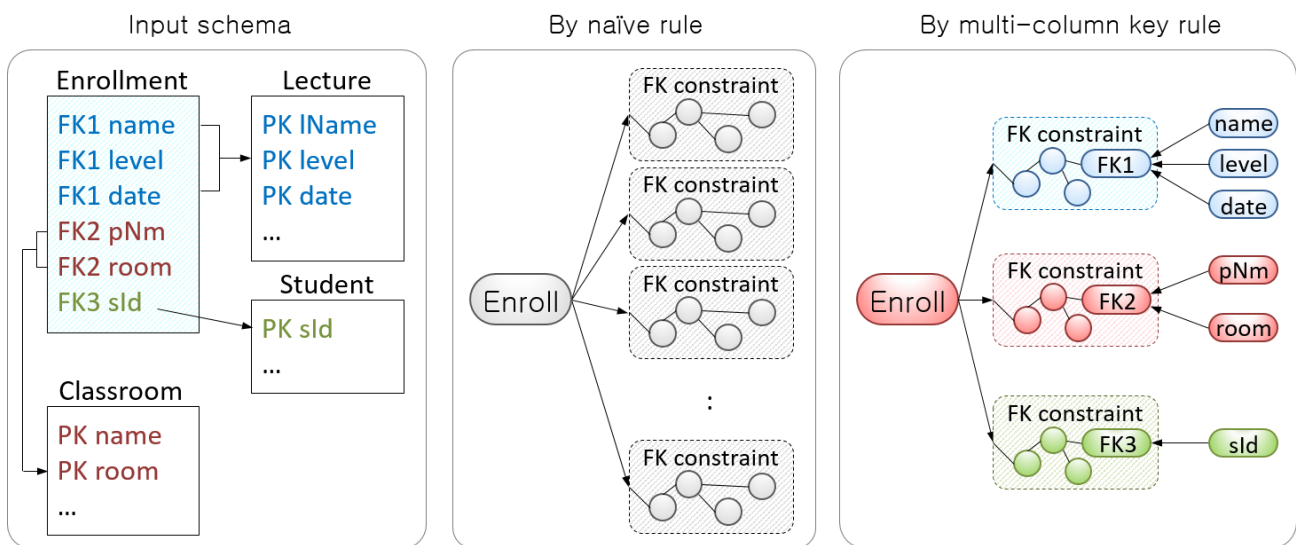 Input schema
Enrollment
FK1 name
FK1 level
FK1 date
FK2 pNm
FK2 room
FK3 sId
Lecture
PK lName
PK level
PK date
...
Student
PK sId
...
Classroom
PK name
PK room
...
By naïve rule
Enroll
FK constraint
FK constraint
FK constraint
:
FK constraint
By multi-column key rule
Enroll
FK constraint
FK1
name
level
date
FK constraint
FK2
pNm
room
FK constraint
FK3
sId